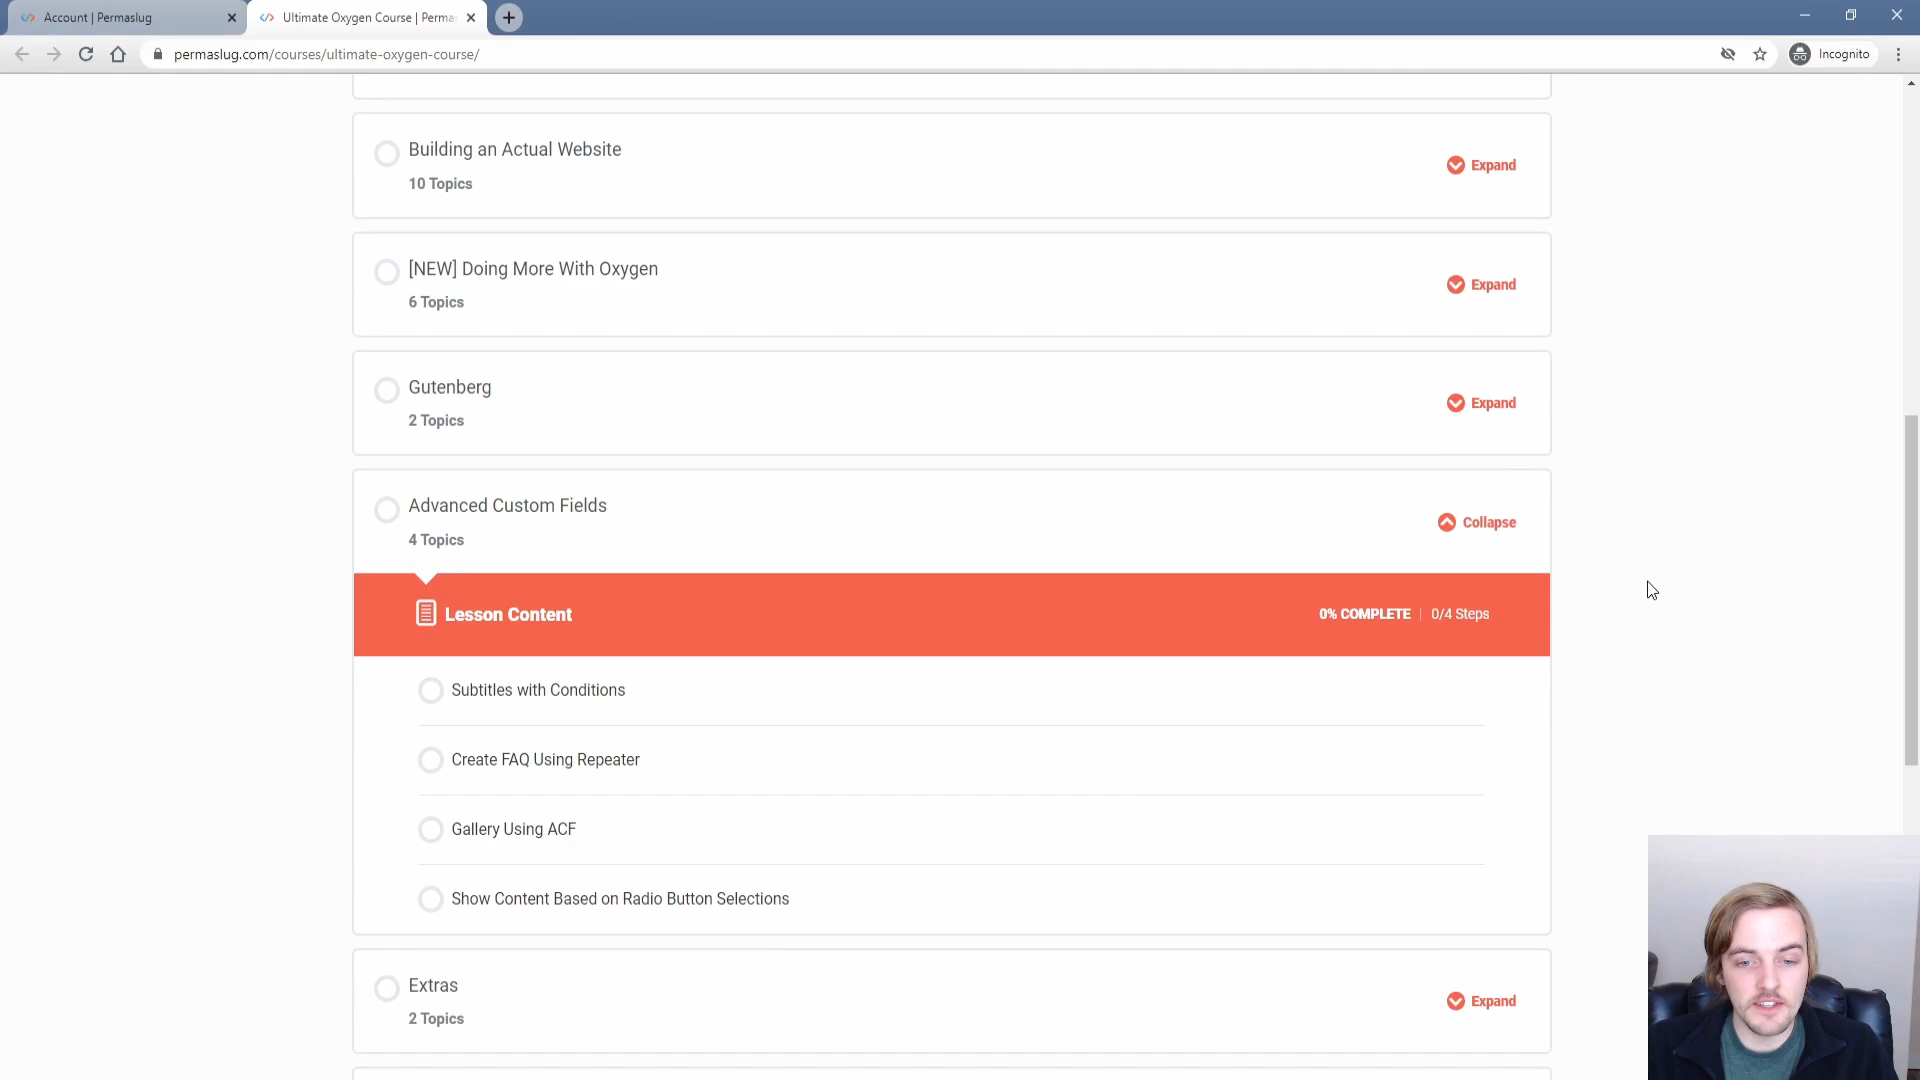 Account | Permaslug
Ultimate Oxygen Course | Permas
permaslug.com/courses/ultimate-oxygen-course/
Incognito
Building an Actual Website
10 Topics
Expand
[NEW] Doing More With Oxygen
6 Topics
Expand
Gutenberg
2 Topics
Expand
Advanced Custom Fields
4 Topics
Collapse
Lesson Content
0% COMPLETE | 0/4 Steps
Subtitles with Conditions
Create FAQ Using Repeater
Gallery Using ACF
Show Content Based on Radio Button Selections
Extras
2 Topics
Expand